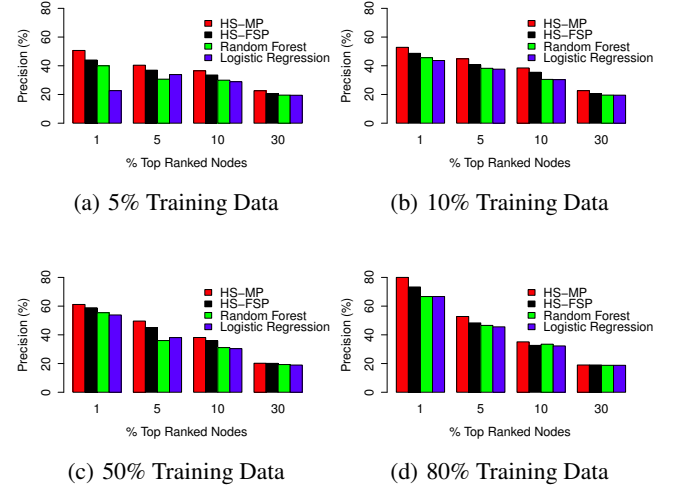 HS−MP
HS−FSP
Random Forest
Logistic Regression
Precision (%)
0 20 40 60 80
1 5 10 30
% Top Ranked Nodes
(a) 5% Training Data
HS−MP
HS−FSP
Random Forest
Logistic Regression
Precision (%)
0 20 40 60 80
1 5 10 30
% Top Ranked Nodes
(b) 10% Training Data
HS−MP
HS−FSP
Random Forest
Logistic Regression
Precision (%)
0 20 40 60 80
1 5 10 30
% Top Ranked Nodes
(c) 50% Training Data
HS−MP
HS−FSP
Random Forest
Logistic Regression
Precision (%)
0 20 40 60 80
1 5 10 30
% Top Ranked Nodes
(d) 80% Training Data